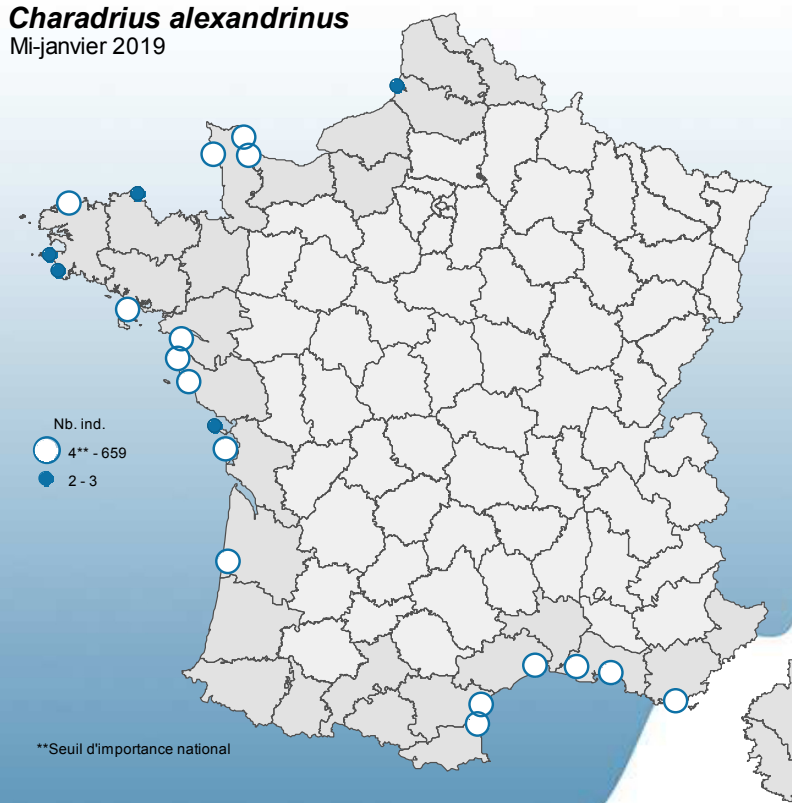 Charadrius alexandrinus
Mi-janvier 2019
Nb. ind.
4** - 659
2 - 3
**Seuil d'importance national